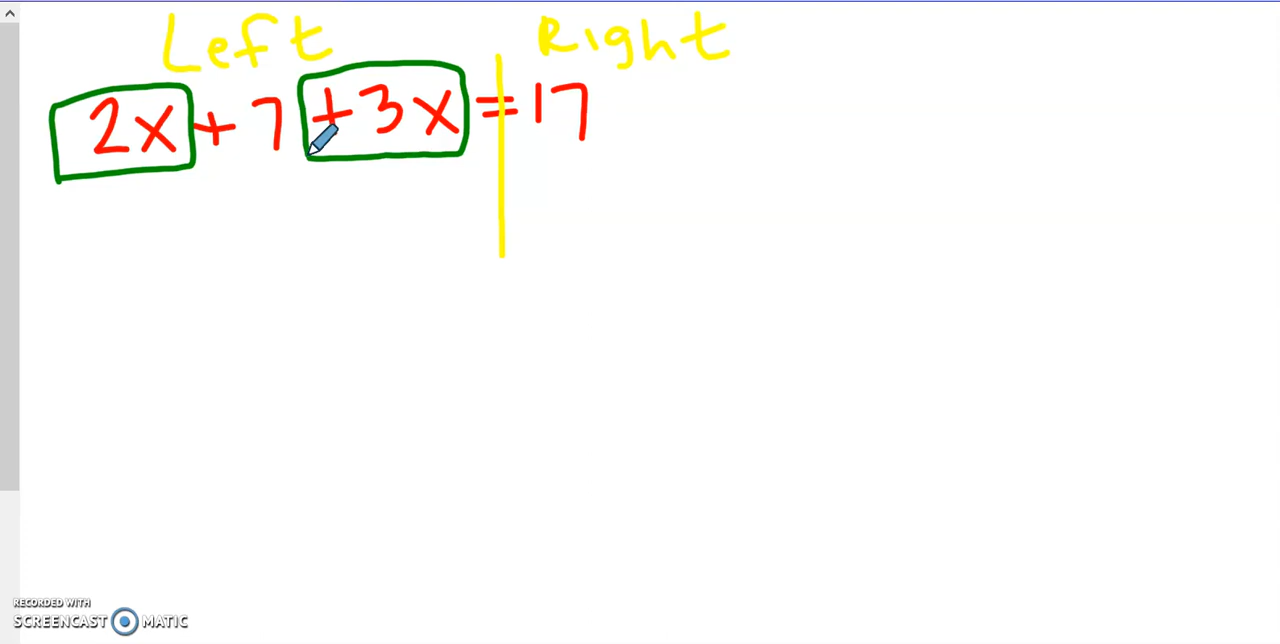 Left Right
2x + 7 + 3x = 17
RECORDED WITH
SCREENCAST MATIC